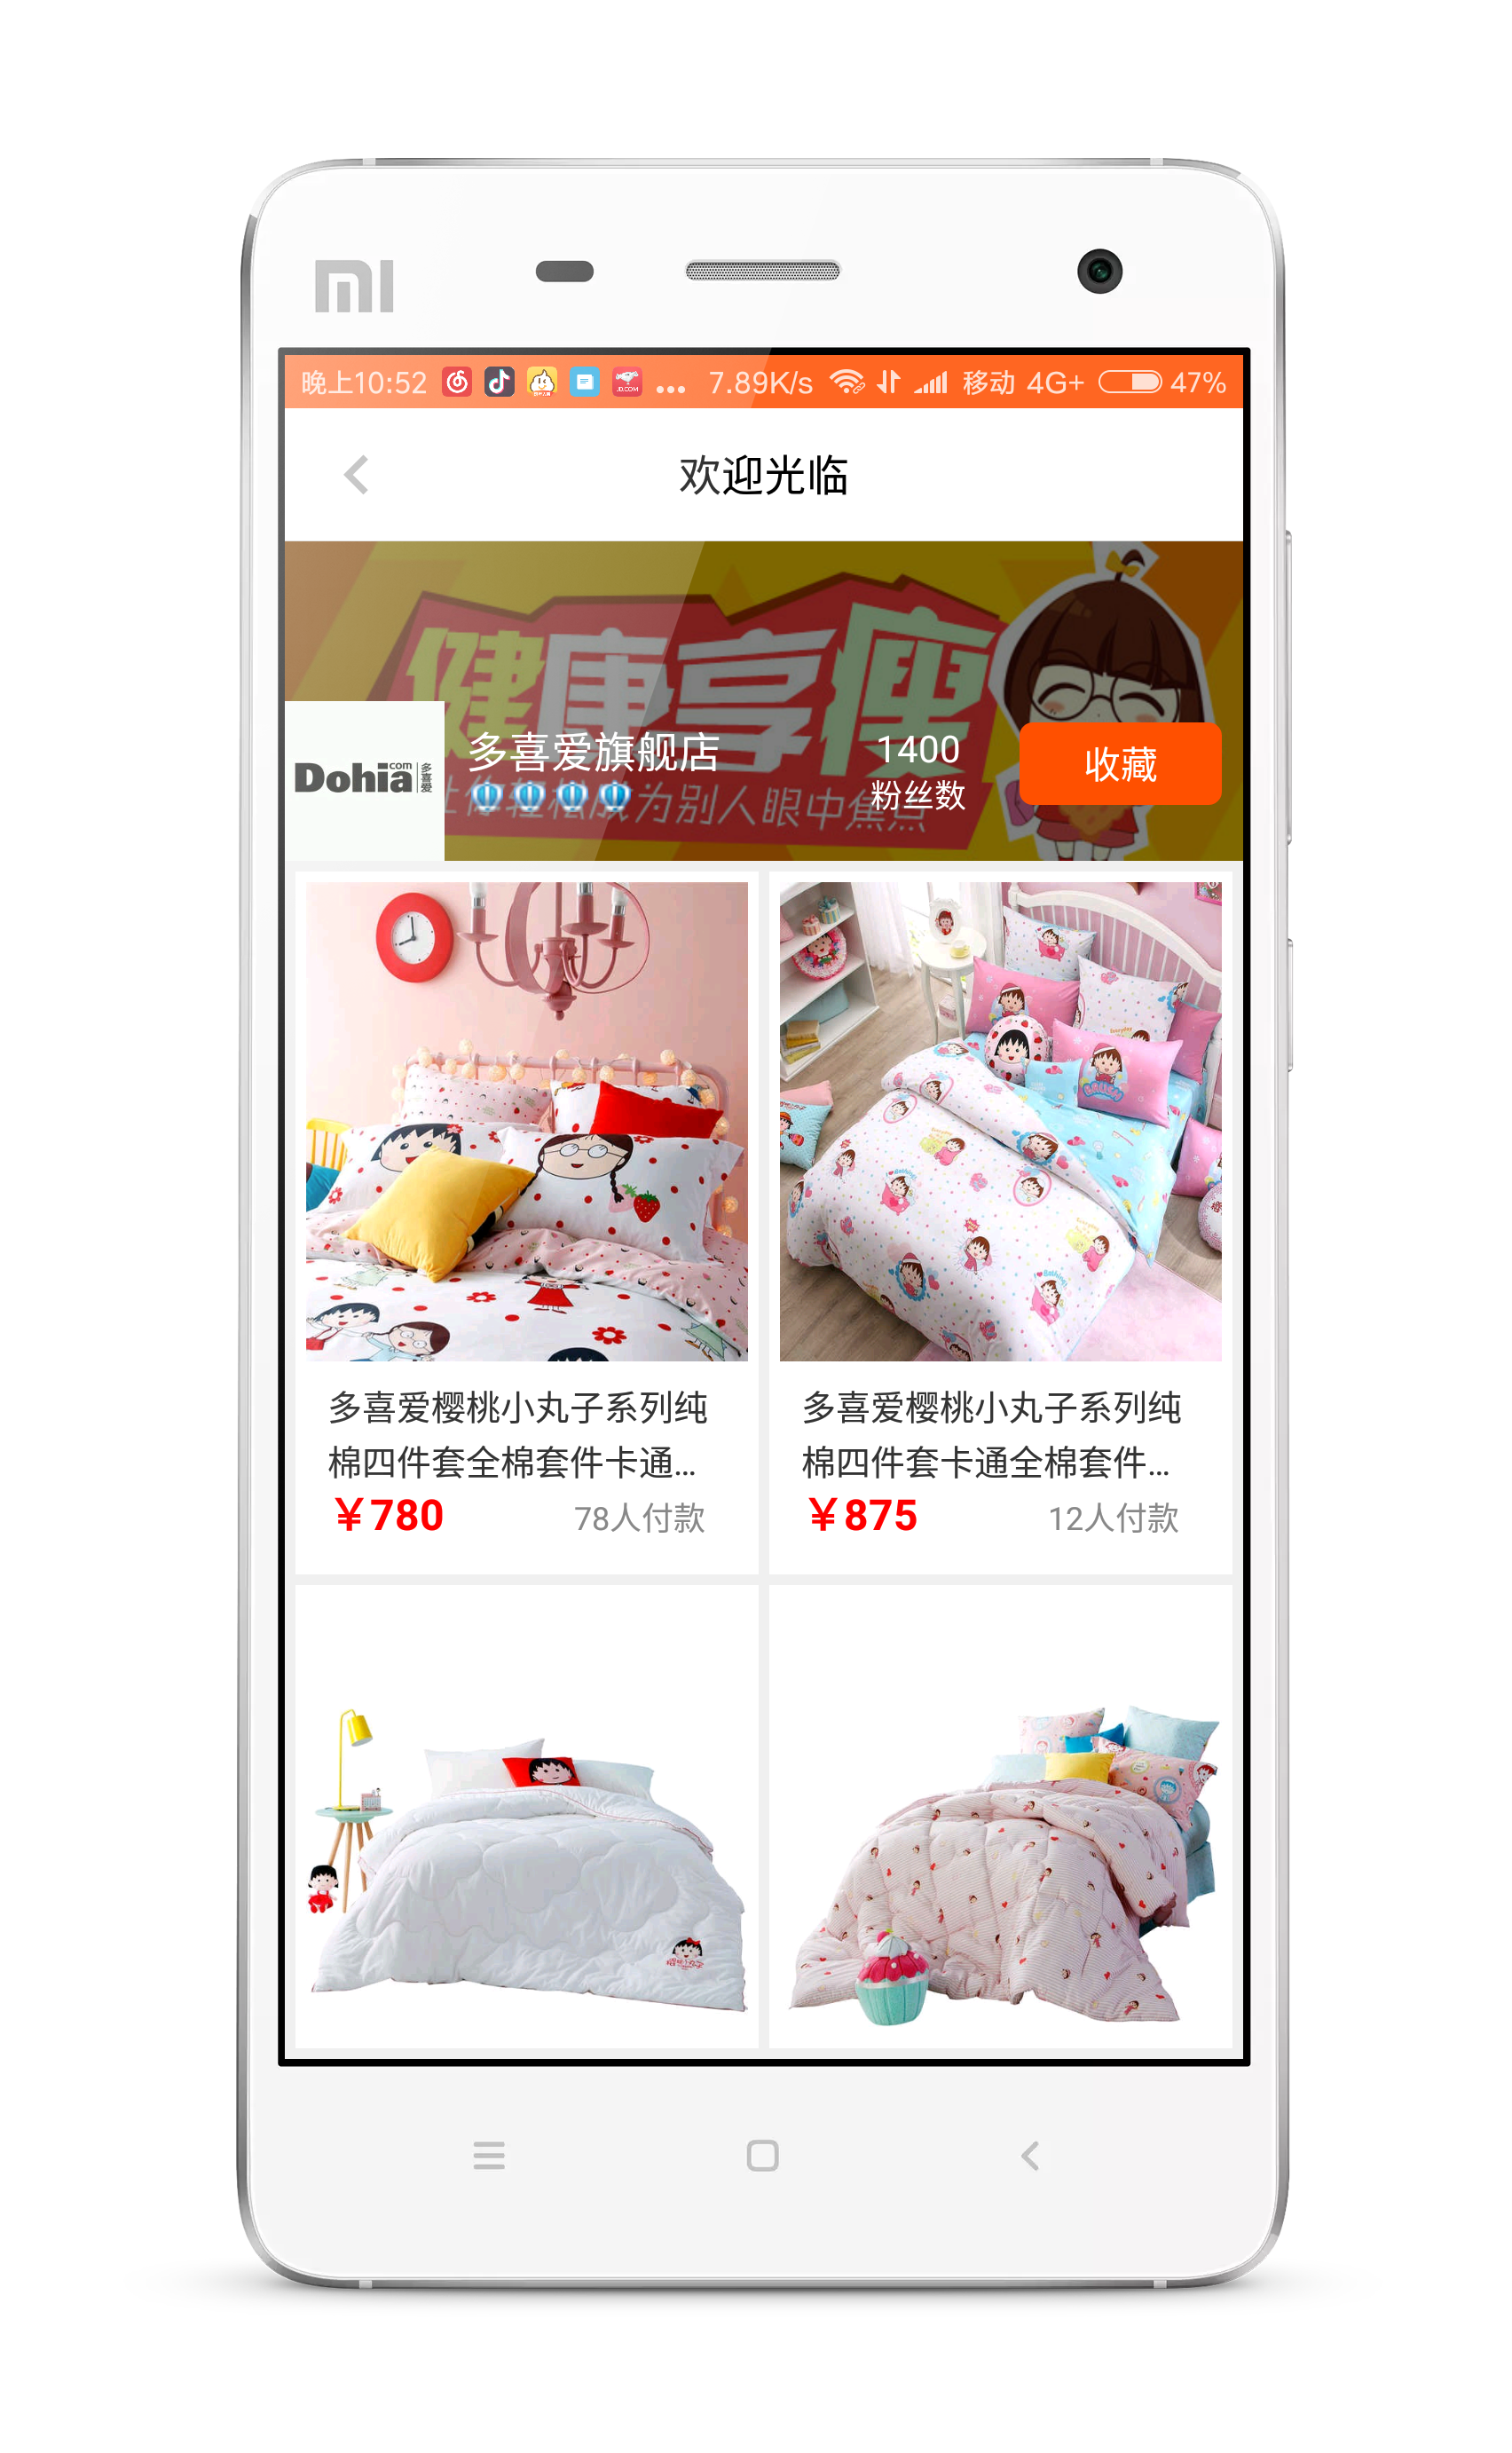 晚上10:52 JD.COM ... 7.89K/s 移动 4G+ 47%
欢迎光临
健康享瘦
让你轻松成为别人眼中焦点
Dohia.com 多喜爱
多喜爱旗舰店
1400
粉丝数
收藏
多喜爱樱桃小丸子系列纯
棉四件套全棉套件卡通...
¥780 78人付款
多喜爱樱桃小丸子系列纯
棉四件套卡通全棉套件...
¥875 12人付款